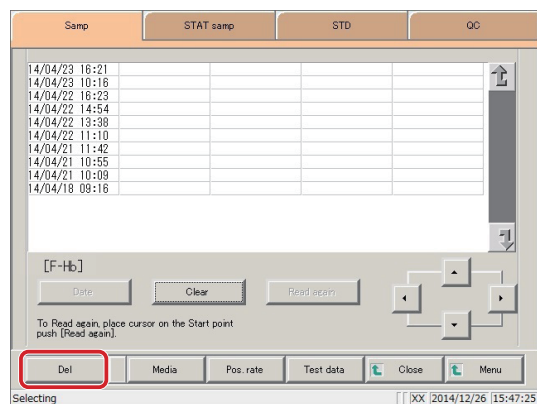 Samp STAT samp STD QC
14/04/23 16:21
14/04/23 10:16
14/04/22 16:23
14/04/22 14:54
14/04/22 13:38
14/04/22 11:10
14/04/21 11:42
14/04/21 10:55
14/04/21 10:09
14/04/18 09:16
[F-Hb]
Date Clear Read again
To Read again, place cursor on the Start point
push [Read again].
Del Media Pos. rate Test data Close Menu
Selecting XX 2014/12/26 15:47:25